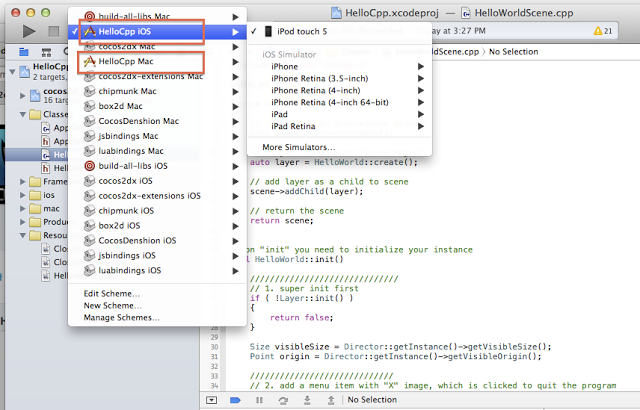 HelloCpp.xcodeproj — HelloWorldScene.cpp
build-all-libs Mac
HelloCpp iOS
cocos2dx Mac
HelloCpp Mac
cocos2dx-extensions Mac
chipmunk Mac
box2d Mac
CocosDenshion Mac
jsbindings Mac
luabindings Mac
build-all-libs iOS
cocos2dx iOS
cocos2dx-extensions iOS
chipmunk iOS
box2d iOS
CocosDenshion iOS
jsbindings iOS
luabindings iOS
Edit Scheme...
New Scheme...
Manage Schemes...
iPod touch 5
iOS Simulator
iPhone
iPhone Retina (3.5-inch)
iPhone Retina (4-inch)
iPhone Retina (4-inch 64-bit)
iPad
iPad Retina
More Simulators...
at 3:27 PM
21
Scene.cpp
No Selection
HelloC
2 targets,
cocos
16 targe
Classe
App
App
Hel
Hell
Frame
ios
mac
Produ
Resou
Clos
Clos
Hell
auto layer = HelloWorld::create();
// add layer as a child to scene
scene->addChild(layer);
// return the scene
return scene;
on "init" you need to initialize your instance
HelloWorld::init()
//////////////////////////////
// 1. super init first
if ( !Layer::init() )
{
27 return false;
28 }
29
30 Size visibleSize = Director::getInstance()->getVisibleSize();
31 Point origin = Director::getInstance()->getVisibleOrigin();
32
33 /////////////////////////////
34 // 2. add a menu item with "X" image, which is clicked to quit the program
No Selection